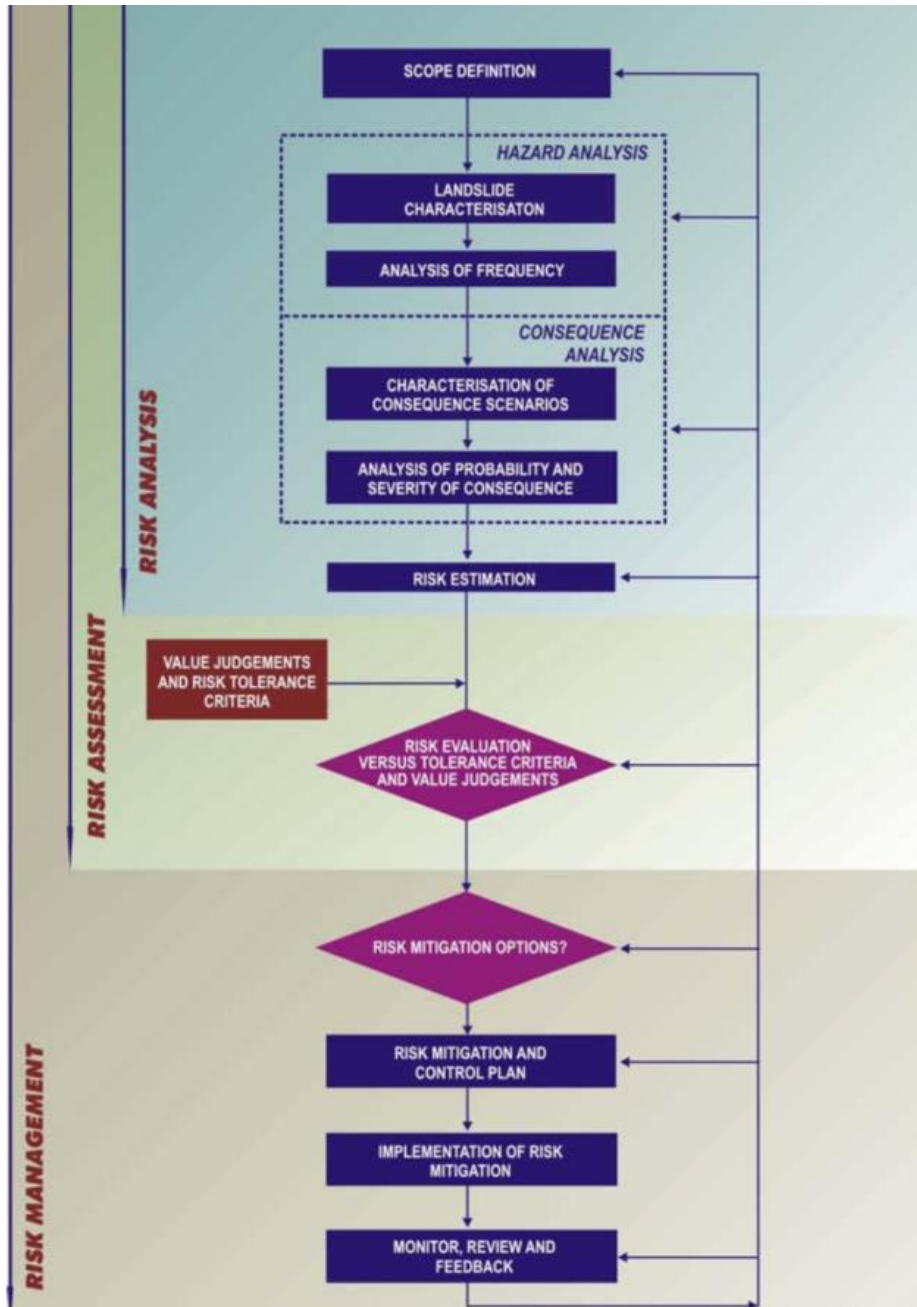 SCOPE DEFINITION
HAZARD ANALYSIS
LANDSLIDE
CHARACTERISATON
ANALYSIS OF FREQUENCY
CONSEQUENCE
ANALYSIS
CHARACTERISATION OF
CONSEQUENCE SCENARIOS
ANALYSIS OF PROBABILITY AND
SEVERITY OF CONSEQUENCE
RISK ANALYSIS
RISK ESTIMATION
VALUE JUDGEMENTS
AND RISK TOLERANCE
CRITERIA
RISK EVALUATION
VERSUS TOLERANCE CRITERIA
AND VALUE JUDGEMENTS
RISK ASSESSMENT
RISK MITIGATION OPTIONS?
RISK MITIGATION AND
CONTROL PLAN
IMPLEMENTATION OF RISK
MITIGATION
MONITOR, REVIEW AND
FEEDBACK
RISK MANAGEMENT